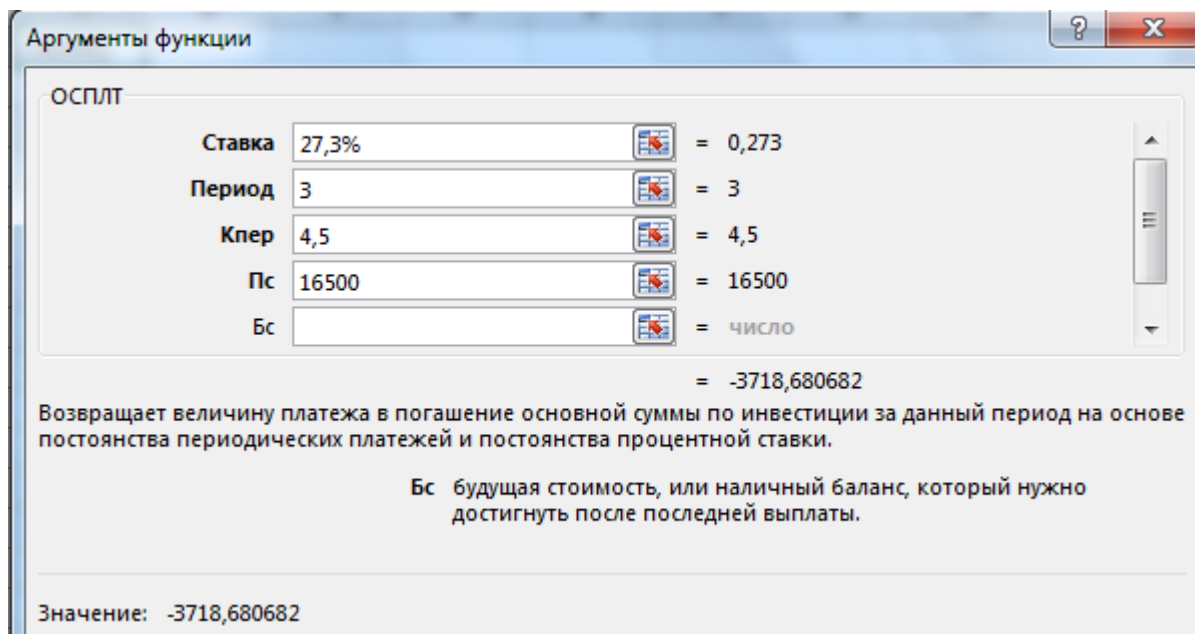 Аргументы функции
ОСПЛТ
Ставка 27,3% = 0,273
Период 3 = 3
Кпер 4,5 = 4,5
Пс 16500 = 16500
Бс = число
= -3718,680682
Возвращает величину платежа в погашение основной суммы по инвестиции за данный период на основе
постоянства периодических платежей и постоянства процентной ставки.
Бс будущая стоимость, или наличный баланс, который нужно
достигнуть после последней выплаты.
Значение: -3718,680682